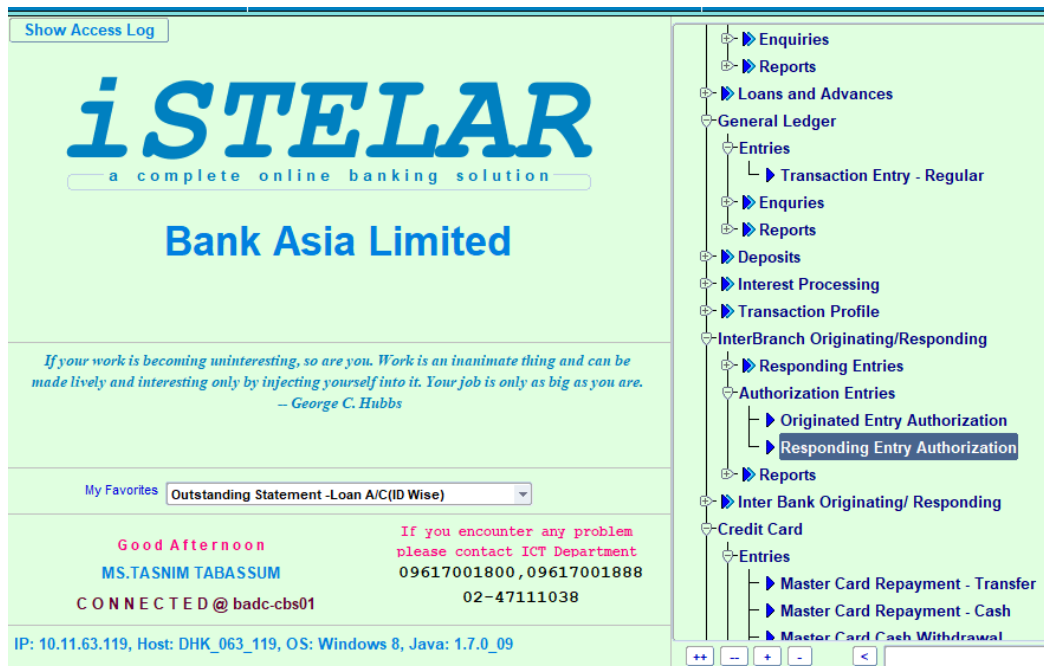 Show Access Log
iSTELAR
a complete online banking solution
Bank Asia Limited
If your work is becoming uninteresting, so are you. Work is an inanimate thing and can be
made lively and interesting only by injecting yourself into it. Your job is only as big as you are.
-- George C. Hubbs
My Favorites Outstanding Statement -Loan A/C(ID Wise)
Good Afternoon
MS.TASNIM TABASSUM
CONNECTED@ badc-cbs01
If you encounter any problem
please contact ICT Department
09617001800,09617001888
02-47111038
IP: 10.11.63.119, Host: DHK_063_119, OS: Windows 8, Java: 1.7.0_09
Enquiries
Reports
Loans and Advances
General Ledger
Entries
Transaction Entry - Regular
Enquries
Reports
Deposits
Interest Processing
Transaction Profile
InterBranch Originating/Responding
Responding Entries
Authorization Entries
Originated Entry Authorization
Responding Entry Authorization
Reports
Inter Bank Originating/ Responding
Credit Card
Entries
Master Card Repayment - Transfer
Master Card Repayment - Cash
Master Card Cash Withdrawal
++ -- + - <